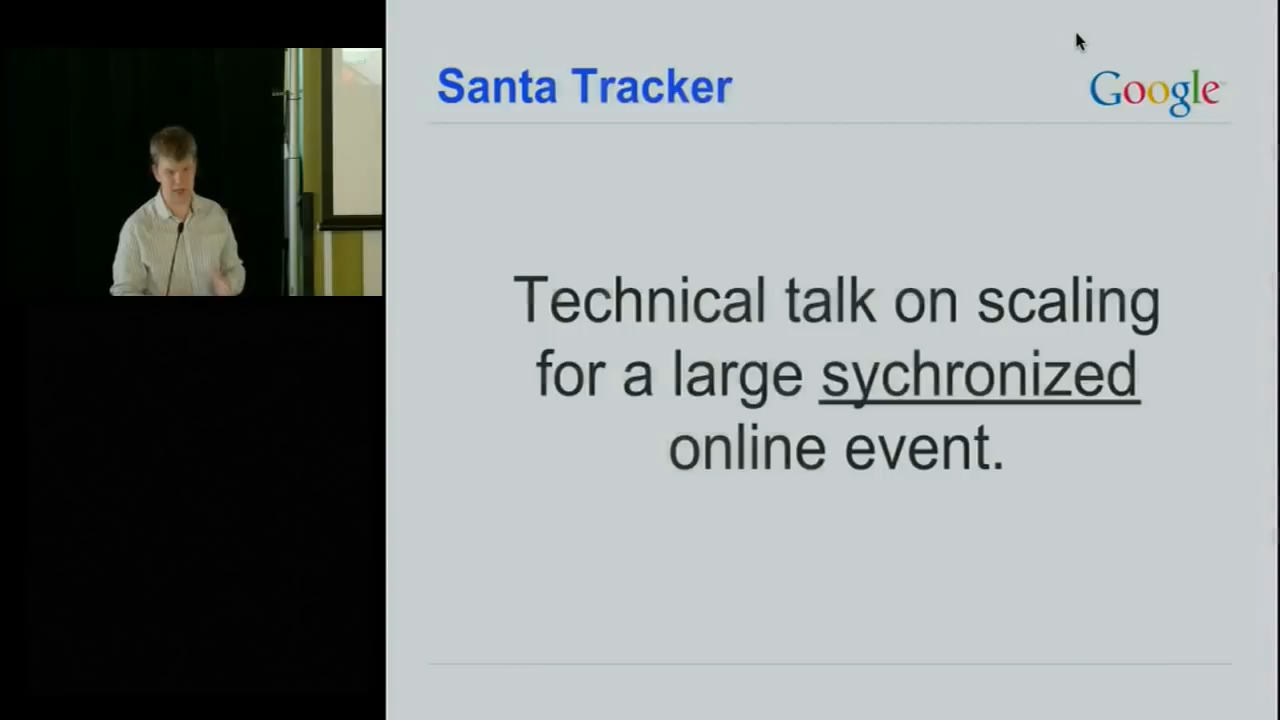 Santa Tracker
Google
Technical talk on scaling
for a large sychronized
online event.